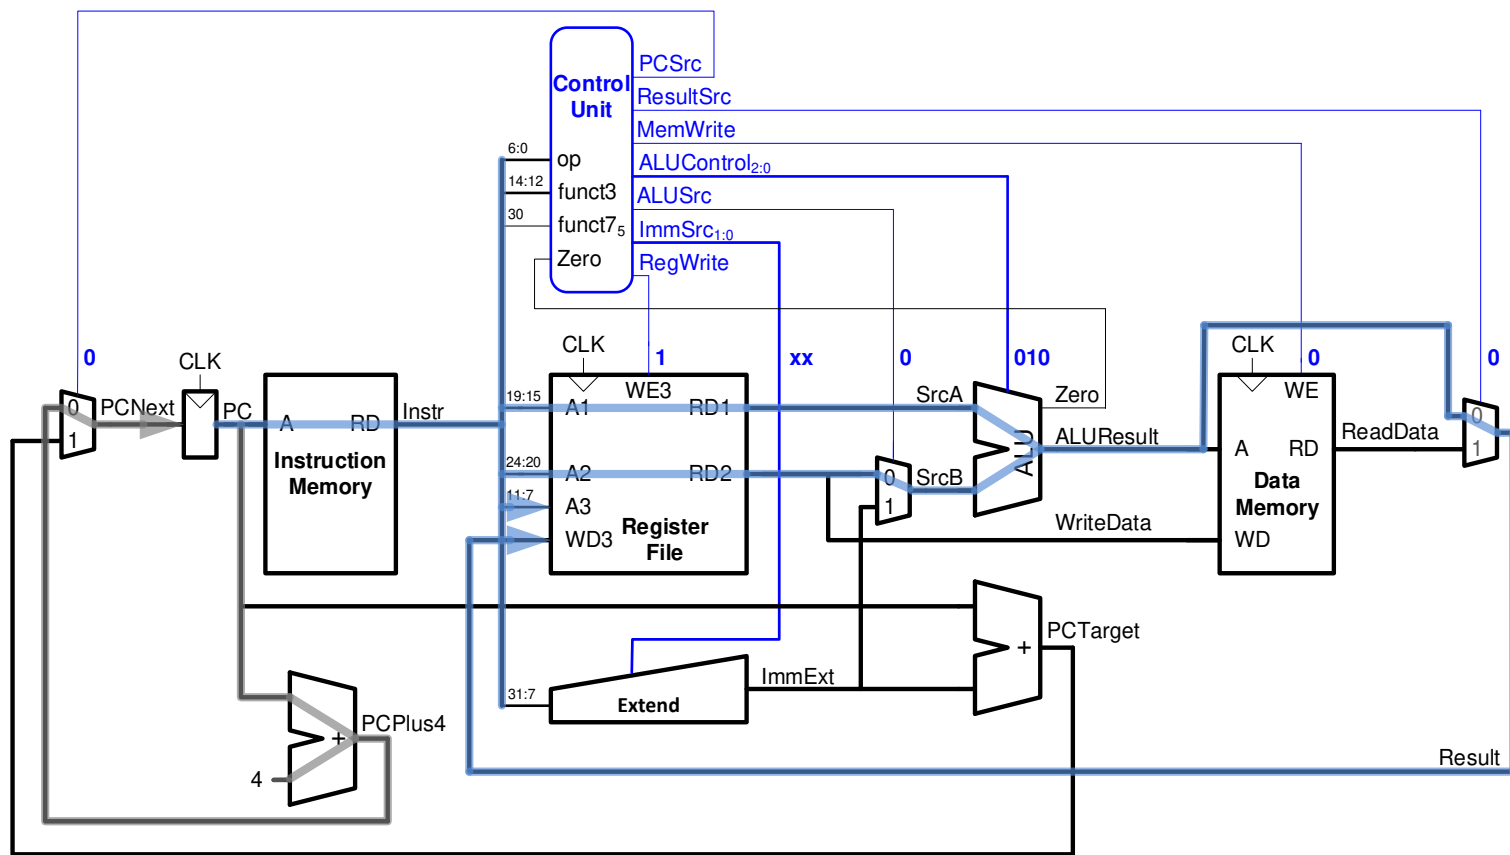 PCSrc
Control
Unit
ResultSrc
MemWrite
6:0
op
ALUControl2:0
14:12
funct3
ALUSrc
30
funct75
ImmSrc1:0
Zero
RegWrite
0
CLK
CLK
1
xx
0
010
CLK
0
0
0
PCNext
PC
1
A
RD
Instr
Instruction
Memory
19:15
A1
WE3
RD1
24:20
A2
RD2
11:7
A3
WD3
Register
File
SrcA
0
SrcB
1
ALU
Zero
ALUResult
WE
A
RD
Data
Memory
WD
ReadData
0
1
WriteData
PCTarget
+
31:7
Extend
ImmExt
PCPlus4
+
4
Result